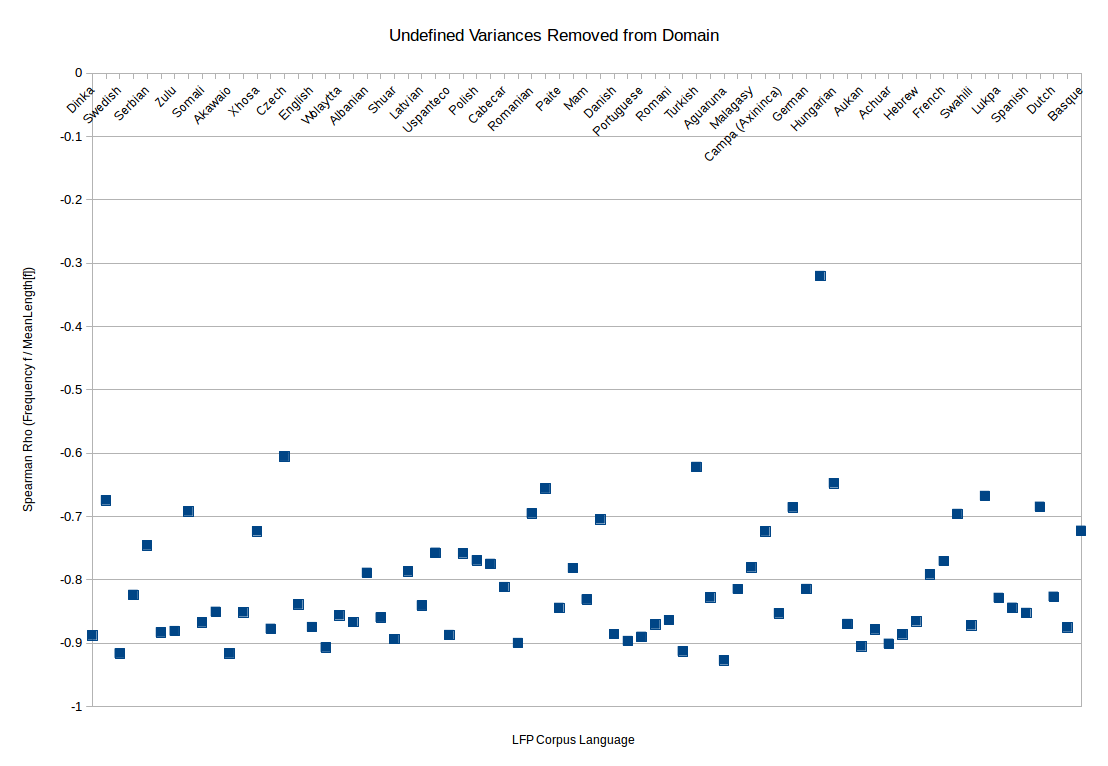 Undefined Variances Removed from Domain
0
Dinka
Swedish
Serbian
Zulu
Somali
Akawaio
Xhosa
Czech
English
Wolaytta
Albanian
Shuar
Latvian
Uspanteco
Polish
Cabecar
Romanian
Paite
Mam
Danish
Portuguese
Romani
Turkish
Aguaruna
Malagasy
Campa (Axininca)
German
Hungarian
Aukan
Achuar
Hebrew
French
Swahili
Lukpa
Spanish
Dutch
Basque
-0.1
-0.2
-0.3
-0.4
-0.5
-0.6
-0.7
-0.8
-0.9
-1
Spearman Rho (Frequency f / MeanLength[f])
LFP Corpus Language